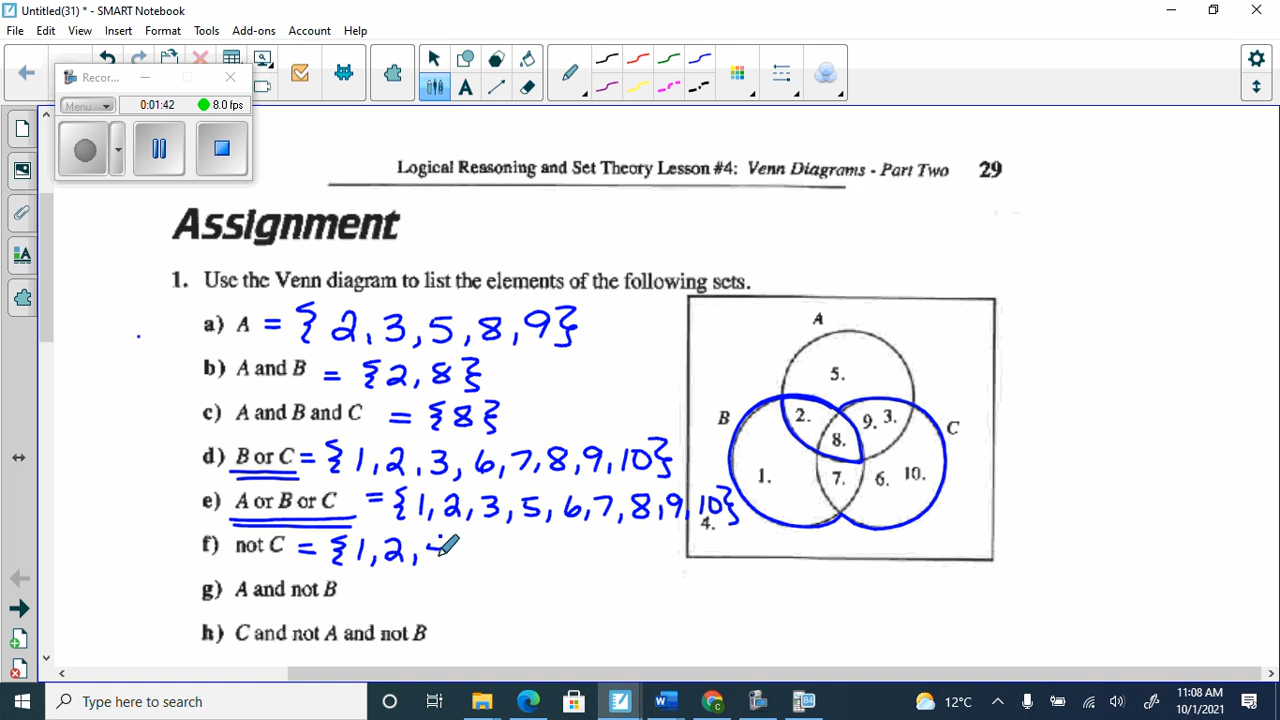 Untitled(31) * - SMART Notebook
File Edit View Insert Format Tools Add-ons Account Help
Recor...
Menu 0:01:42 8.0 fps
Logical Reasoning and Set Theory Lesson #4: Venn Diagrams - Part Two 29
Assignment
1. Use the Venn diagram to list the elements of the following sets.
a) A = { 2, 3, 5, 8, 9}
b) A and B = {2, 8}
c) A and B and C = {8}
d) B or C = {1, 2, 3, 6, 7, 8, 9, 10}
e) A or B or C = {1, 2, 3, 5, 6, 7, 8, 9, 10}
f) not C = {1, 2,
g) A and not B
h) C and not A and not B
A
5.
B 2. 9. 3. C
8.
1. 7. 6. 10.
4.
Type here to search
12°C
11:08 AM
10/1/2021